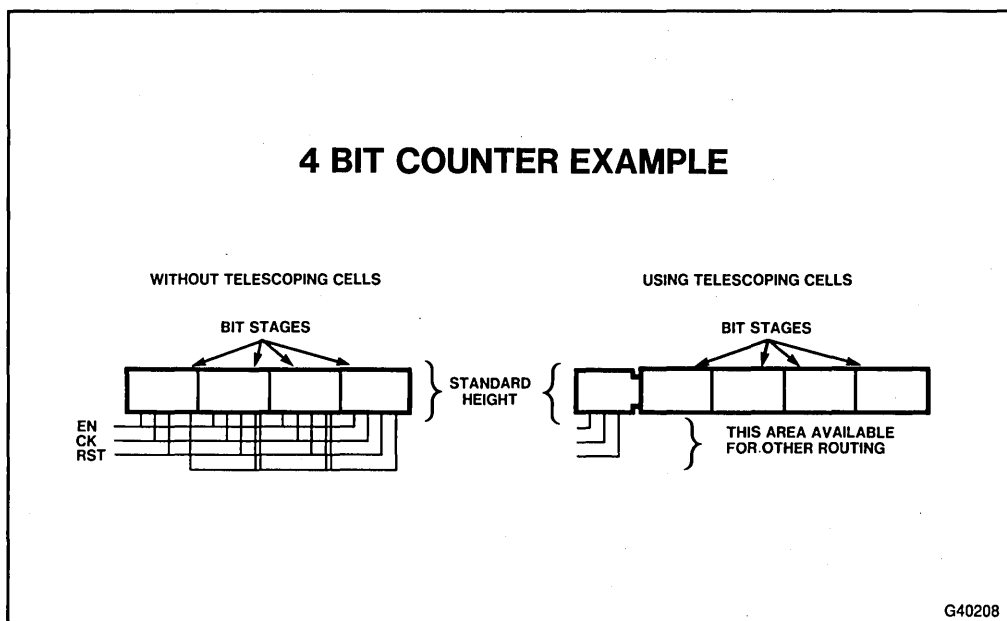 4 BIT COUNTER EXAMPLE
WITHOUT TELESCOPING CELLS
BIT STAGES
EN
CK
RST
STANDARD
HEIGHT
USING TELESCOPING CELLS
BIT STAGES
THIS AREA AVAILABLE
FOR OTHER ROUTING
G40208